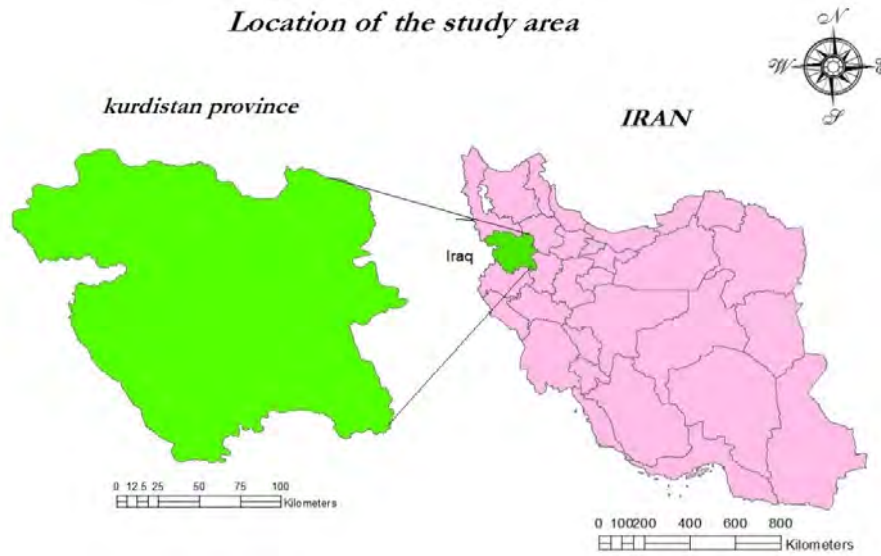 Location of the study area
N
W
E
S
kurdistan province
IRAN
Iraq
0 12.5 25 50 75 100
Kilometers
0 100200 400 600 800
Kilometers